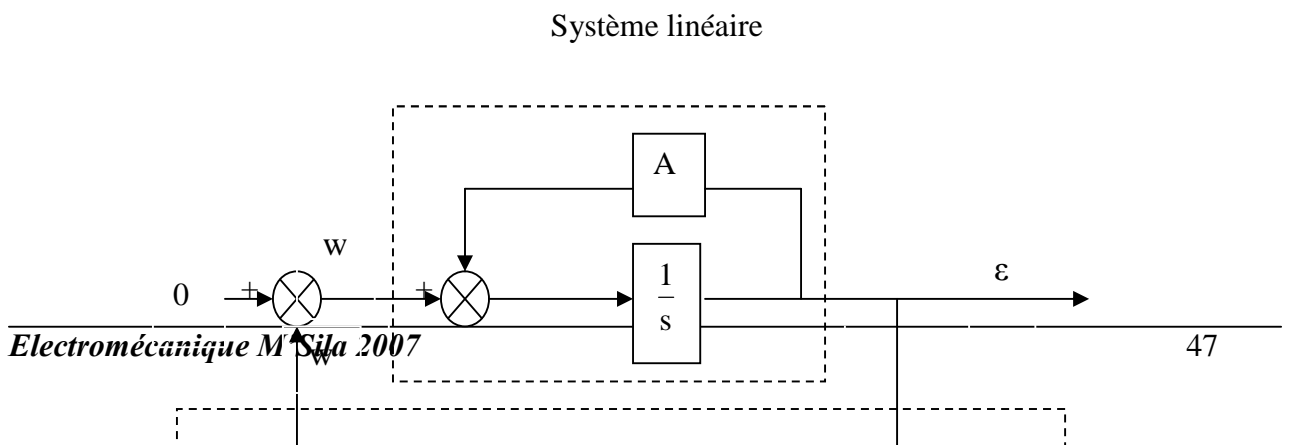 Système linéaire
A
w
0 + + 1/s ε
Electromécanique M'Sila 2007 47
w